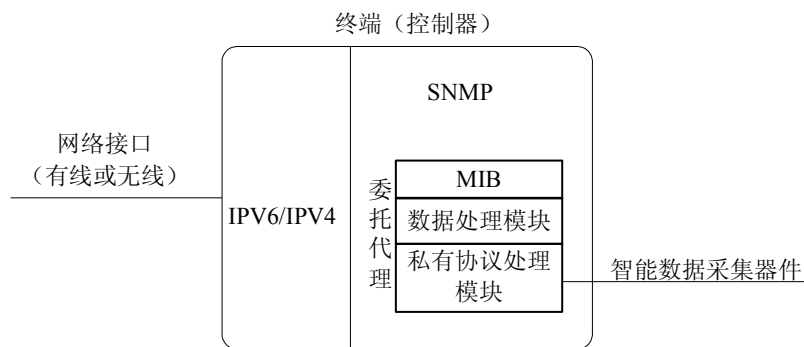 终端（控制器）
SNMP
网络接口
（有线或无线）
IPV6/IPV4
委托代理
MIB
数据处理模块
私有协议处理
模块
智能数据采集器件